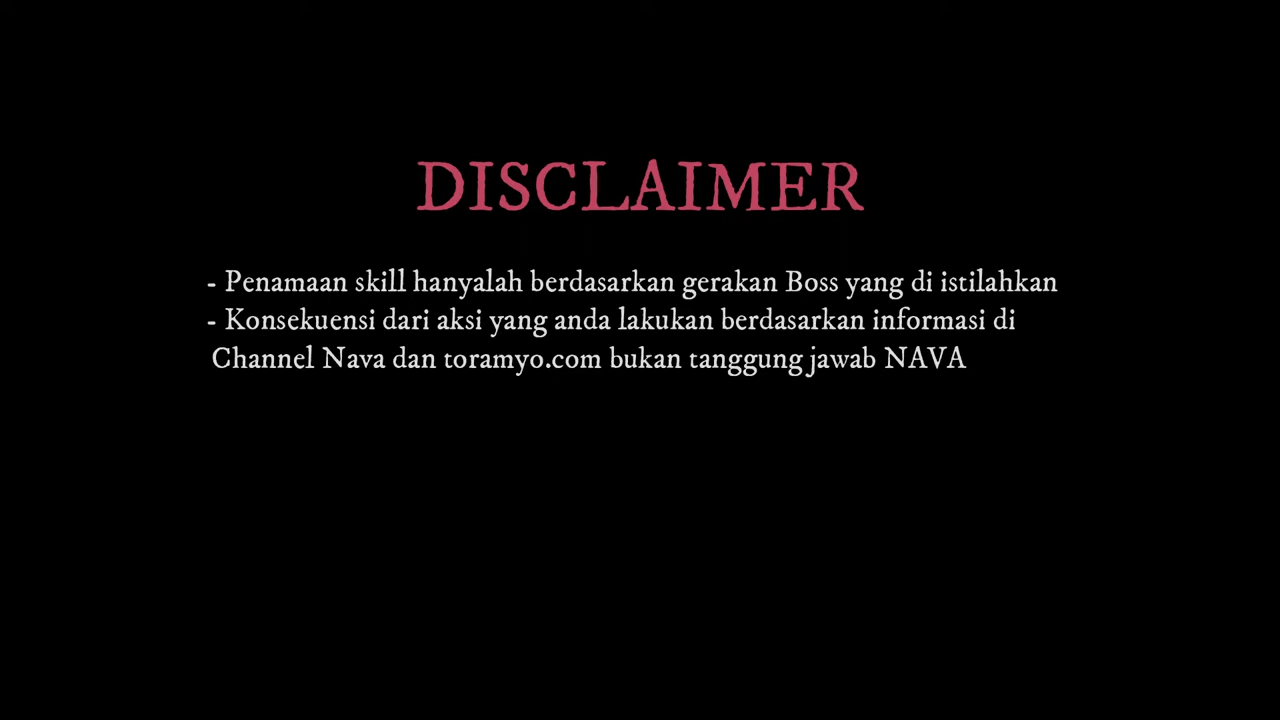 DISCLAIMER
- Penamaan skill hanyalah berdasarkan gerakan Boss yang di istilahkan
- Konsekuensi dari aksi yang anda lakukan berdasarkan informasi di
Channel Nava dan toramyo.com bukan tanggung jawab NAVA